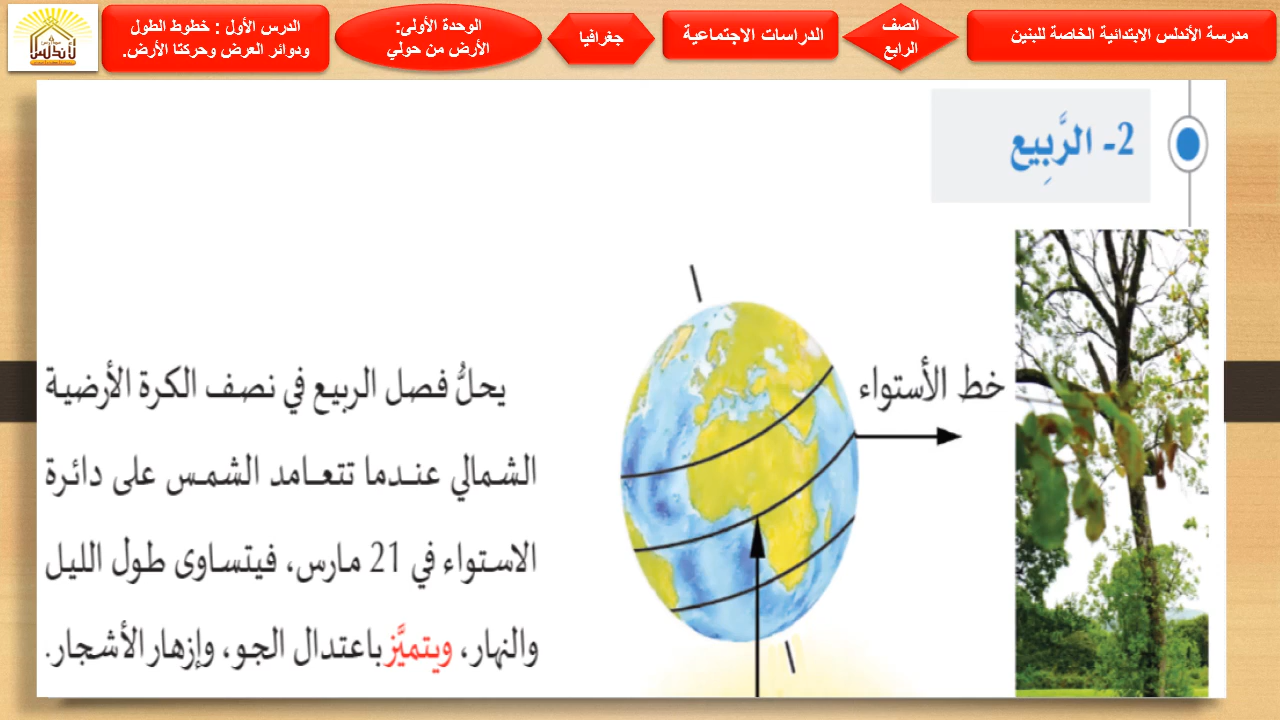 مدرسة الأندلس الابتدائية الخاصة للبنين
الصف
الرابع
الدراسات الاجتماعية
جغرافيا
الوحدة الأولى:
الأرض من حولي
الدرس الأول : خطوط الطول
ودوائر العرض وحركتا الأرض.
الأندلس
2- الرَّبِيع
خط الأستواء
يحلُّ فصل الربيع في نصف الكرة الأرضية
الشمالي عندما تتعامد الشمس على دائرة
الاستواء في 21 مارس، فيتساوى طول الليل
والنهار، ويتميَّز باعتدال الجو، وإزهار الأشجار.